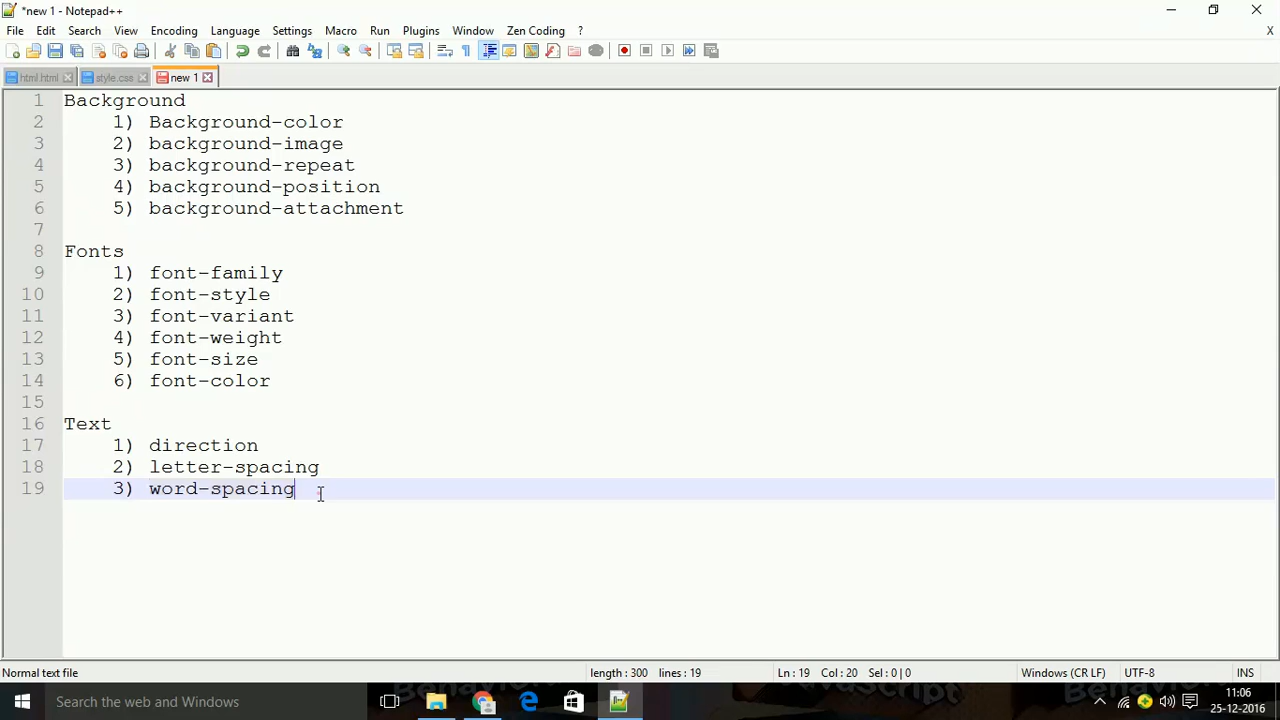 *new 1 - Notepad++
File Edit Search View Encoding Language Settings Macro Run Plugins Window Zen Coding ? X
html.html style.css new 1
1 Background
2 1) Background-color
3 2) background-image
4 3) background-repeat
5 4) background-position
6 5) background-attachment
7
8 Fonts
9 1) font-family
10 2) font-style
11 3) font-variant
12 4) font-weight
13 5) font-size
14 6) font-color
15
16 Text
17 1) direction
18 2) letter-spacing
19 3) word-spacing
Normal text file length : 300 lines : 19 Ln : 19 Col : 20 Sel : 0 | 0 Windows (CR LF) UTF-8 INS
Search the web and Windows
11:06
25-12-2016